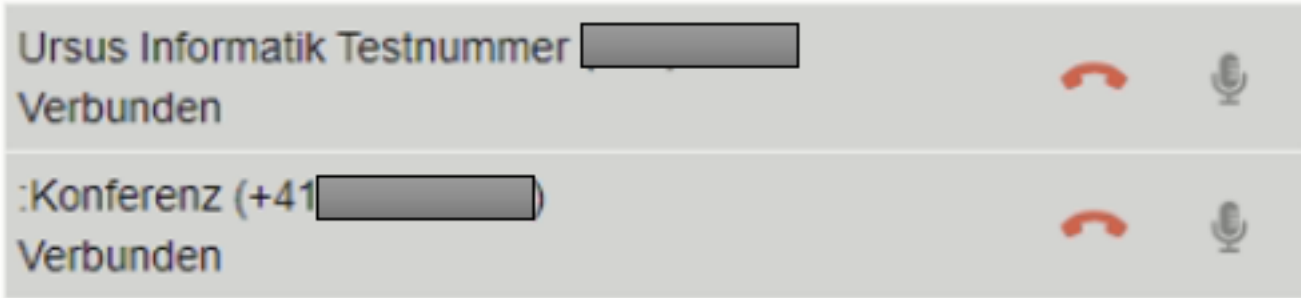 Ursus Informatik Testnummer
Verbunden
:Konferenz (+41 )
Verbunden